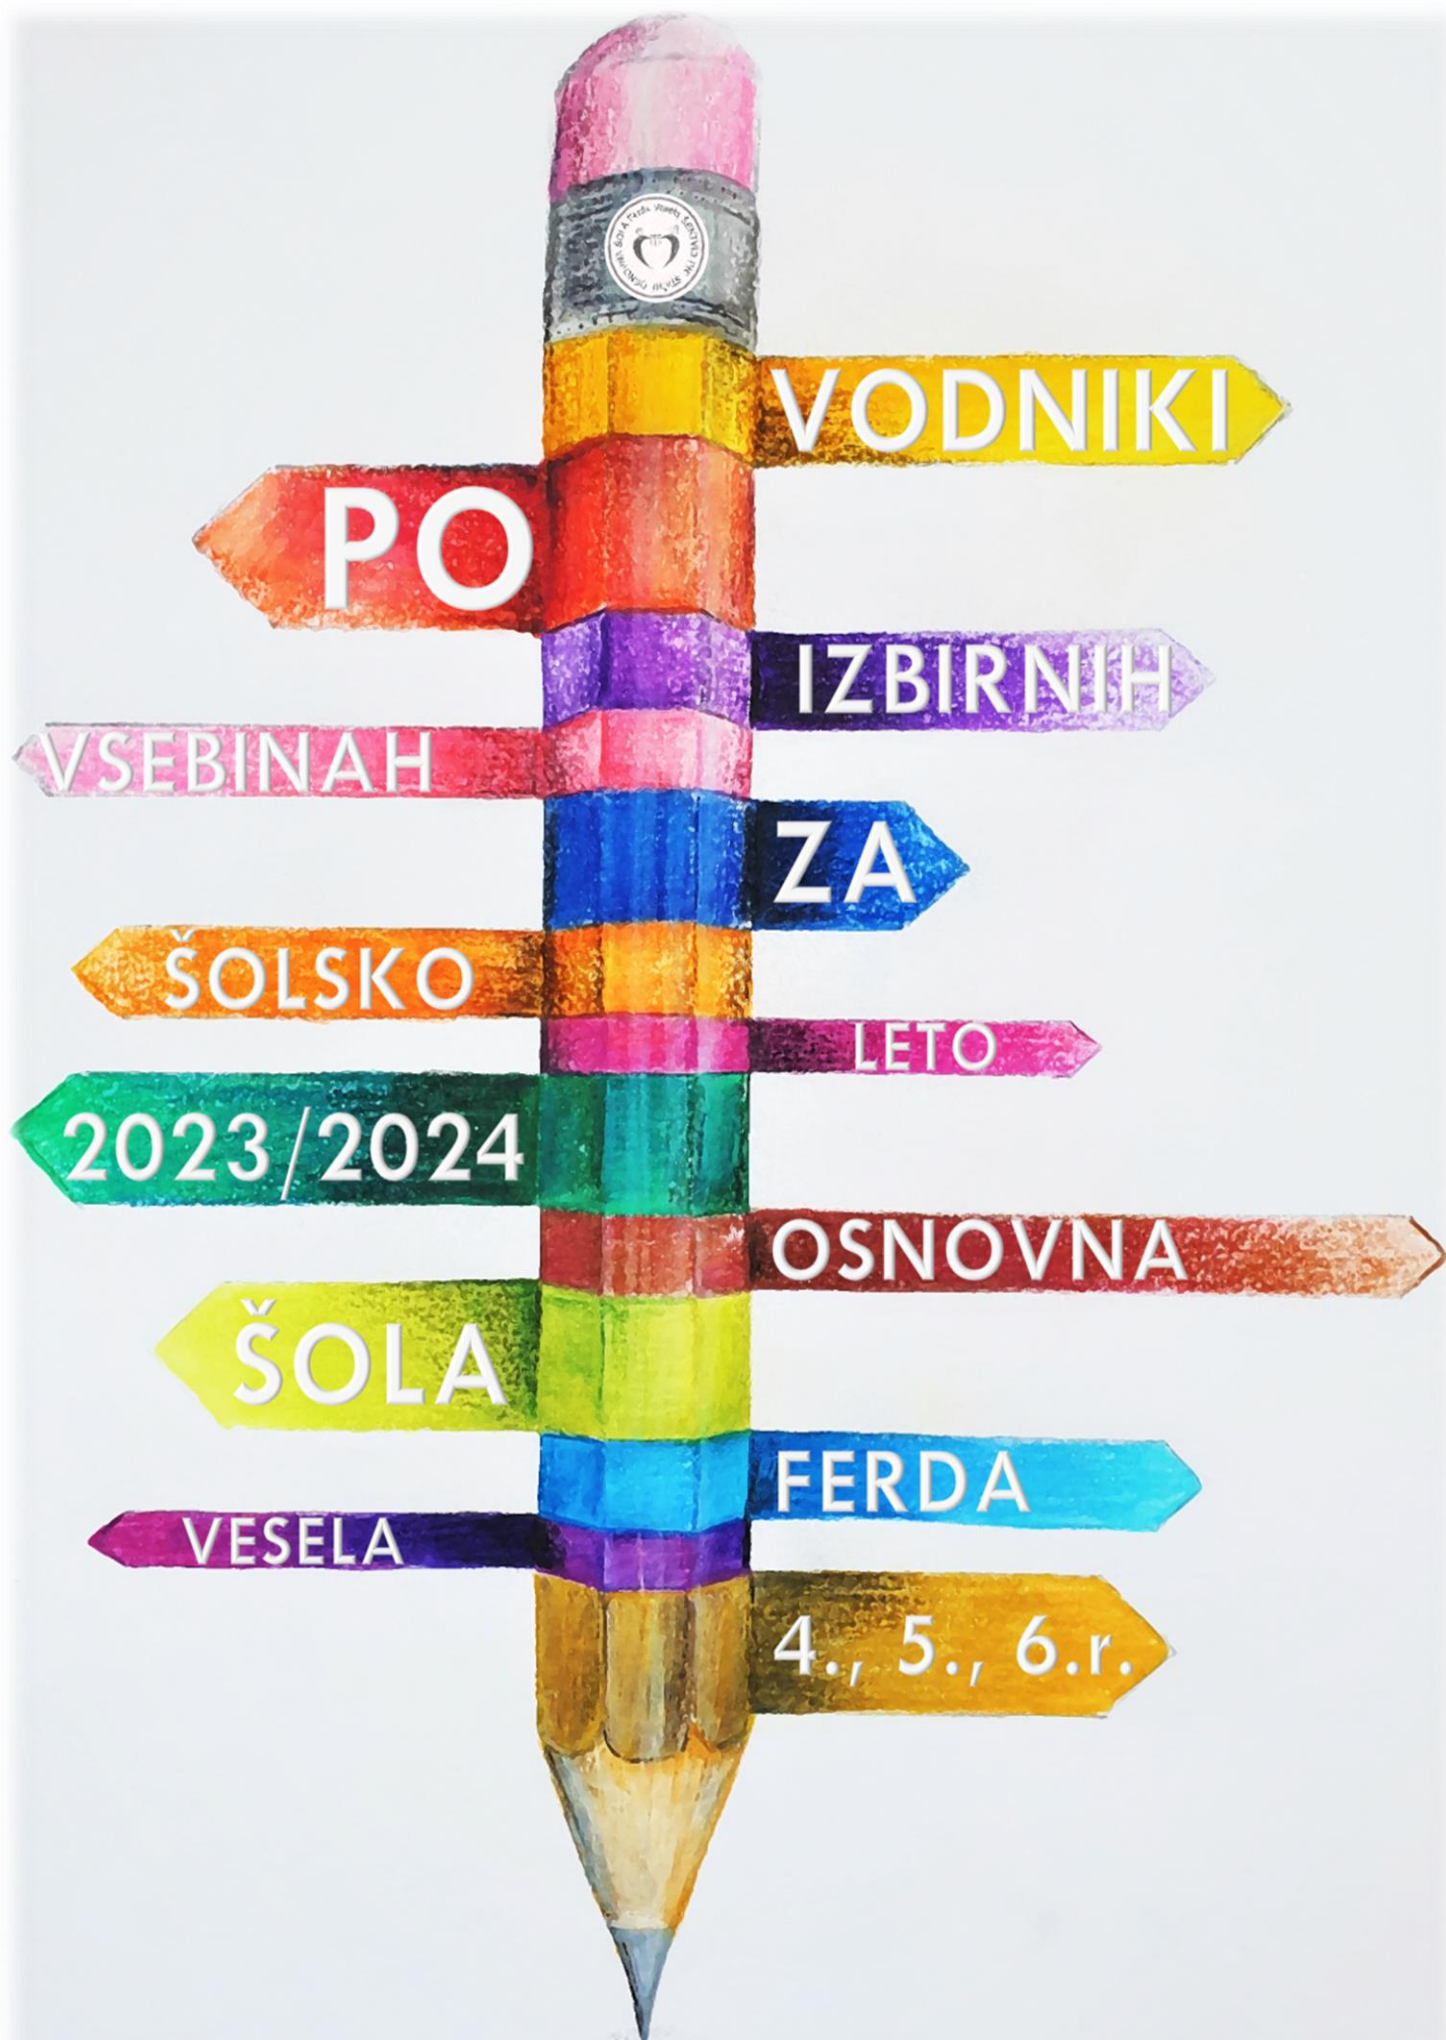 VODNIKI
PO
IZBIRNIH
VSEBINAH
ZA
ŠOLSKO
LETO
2023/2024
OSNOVNA
ŠOLA
FERDA
VESELA
4., 5., 6.r.